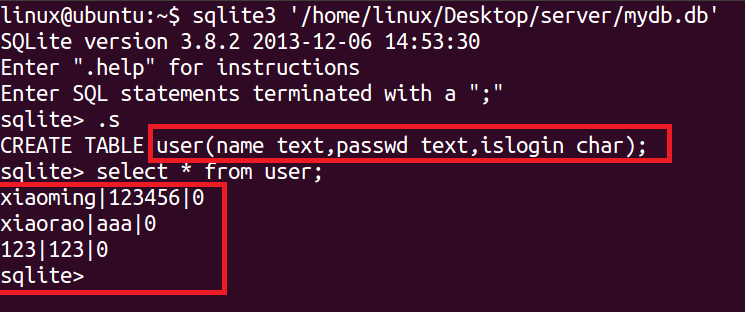 linux@ubuntu:~$ sqlite3 '/home/linux/Desktop/server/mydb.db'
SQLite version 3.8.2 2013-12-06 14:53:30
Enter ".help" for instructions
Enter SQL statements terminated with a ";"
sqlite> .s
CREATE TABLE user(name text,passwd text,islogin char);
sqlite> select * from user;
xiaoming|123456|0
xiaorao|aaa|0
123|123|0
sqlite>